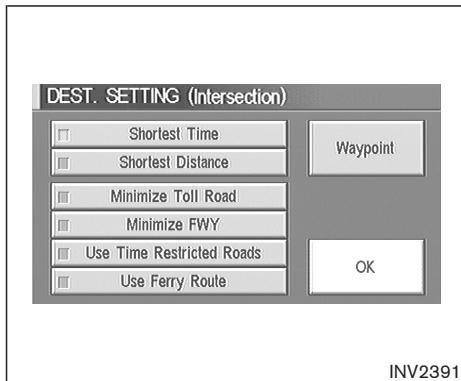 DEST. SETTING (Intersection)
Shortest Time
Shortest Distance
Minimize Toll Road
Minimize FWY
Use Time Restricted Roads
Use Ferry Route
Waypoint
OK
INV2391